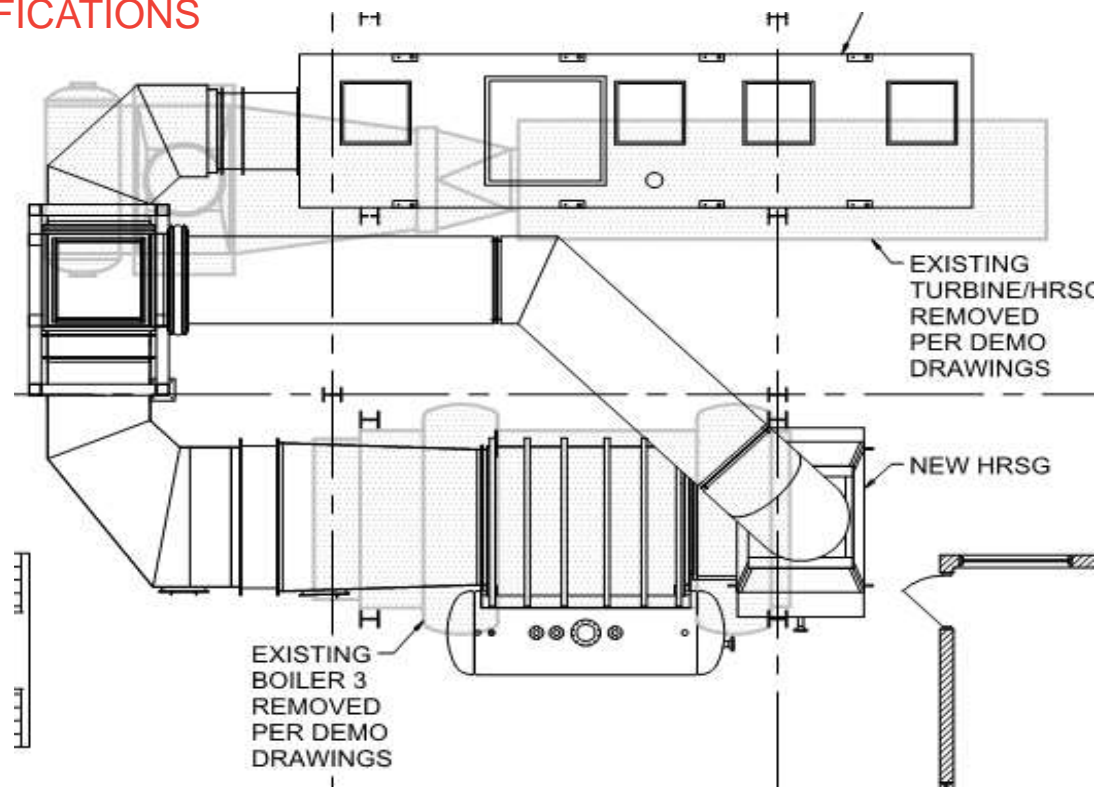 FICATIONS
EXISTING
TURBINE/HRSG
REMOVED
PER DEMO
DRAWINGS
NEW HRSG
EXISTING
BOILER 3
REMOVED
PER DEMO
DRAWINGS